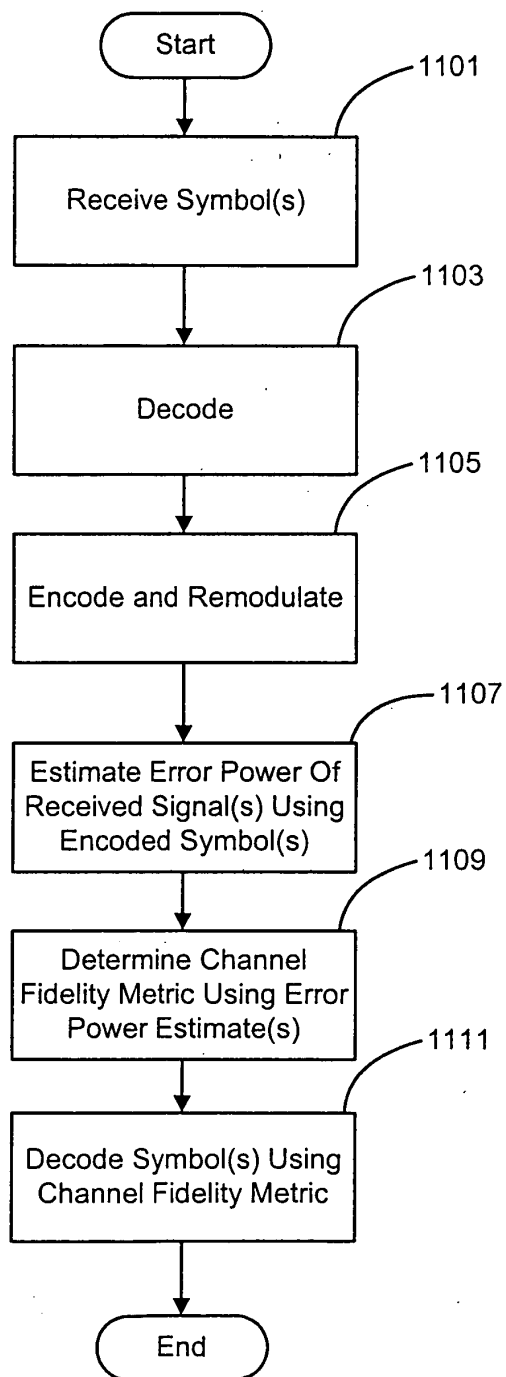 Start
1101
Receive Symbol(s)
1103
Decode
1105
Encode and Remodulate
1107
Estimate Error Power Of
Received Signal(s) Using
Encoded Symbol(s)
1109
Determine Channel
Fidelity Metric Using Error
Power Estimate(s)
1111
Decode Symbol(s) Using
Channel Fidelity Metric
End